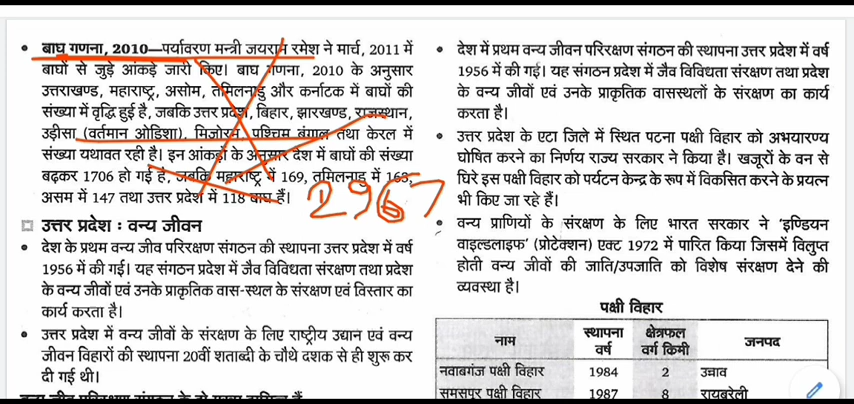 बाघ गणना, 2010—पर्यावरण मन्त्री जयराम रमेश ने मार्च, 2011 में
बाघों से जुड़े आंकड़े जारी किए। बाघ गणना, 2010 के अनुसार
उत्तराखण्ड, महाराष्ट्र, असोम, तमिलनाडु और कर्नाटक में बाघों की
संख्या में वृद्धि हुई है, जबकि उत्तर प्रदेश, बिहार, झारखण्ड, राजस्थान,
उड़ीसा (वर्तमान ओडिशा), मिजोरम, पश्चिम बंगाल तथा केरल में
संख्या यथावत रही है। इन आंकड़ों के अनुसार देश में बाघों की संख्या
बढ़कर 1706 हो गई है, जबकि महाराष्ट्र में 169, तमिलनाडु में 163,
असम में 147 तथा उत्तर प्रदेश में 118 बाघ हैं।
2967
उत्तर प्रदेश : वन्य जीवन
देश के प्रथम वन्य जीव परिरक्षण संगठन की स्थापना उत्तर प्रदेश में वर्ष
1956 में की गई। यह संगठन प्रदेश में जैव विविधता संरक्षण तथा प्रदेश
के वन्य जीवों एवं उनके प्राकृतिक वास-स्थल के संरक्षण एवं विस्तार का
कार्य करता है।
उत्तर प्रदेश में वन्य जीवों के संरक्षण के लिए राष्ट्रीय उद्यान एवं वन्य
जीवन विहारों की स्थापना 20वीं शताब्दी के चौथे दशक से ही शुरू कर
दी गई थी।
देश में प्रथम वन्य जीवन परिरक्षण संगठन की स्थापना उत्तर प्रदेश में वर्ष
1956 में की गई। यह संगठन प्रदेश में जैव विविधता संरक्षण तथा प्रदेश
के वन्य जीवों एवं उनके प्राकृतिक वासस्थलों के संरक्षण का कार्य
करता है।
उत्तर प्रदेश के एटा जिले में स्थित पटना पक्षी विहार को अभयारण्य
घोषित करने का निर्णय राज्य सरकार ने किया है। खजूरों के वन से
घिरे इस पक्षी विहार को पर्यटन केन्द्र के रूप में विकसित करने के प्रयत्न
भी किए जा रहे हैं।
वन्य प्राणियों के संरक्षण के लिए भारत सरकार ने 'इण्डियन
वाइल्डलाइफ' (प्रोटेक्शन) एक्ट 1972 में पारित किया जिसमें विलुप्त
होती वन्य जीवों की जाति/उपजाति को विशेष संरक्षण देने की
व्यवस्था है।
पक्षी विहार
नाम स्थापना वर्ष क्षेत्रफल वर्ग किमी जनपद
नवाबगंज पक्षी विहार 1984 2 उन्नाव
समसपुर पक्षी विहार 1987 8 रायबरेली